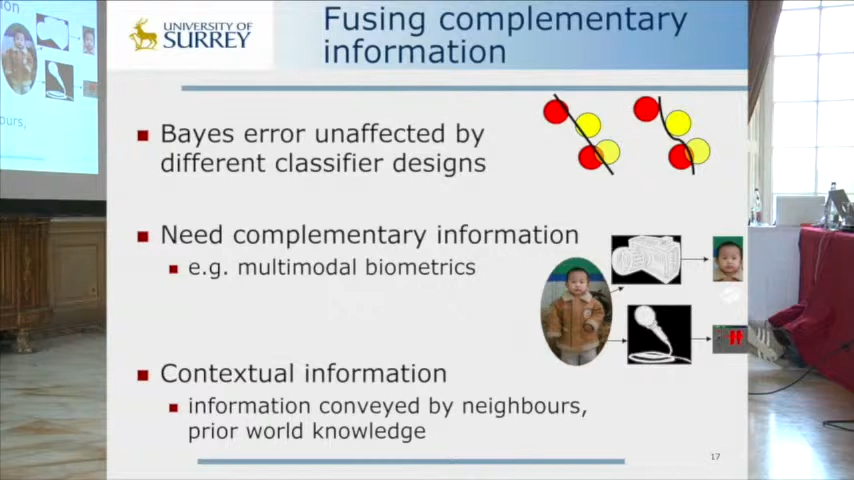 UNIVERSITY OF
SURREY
Fusing complementary
information
Bayes error unaffected by
different classifier designs
Need complementary information
e.g. multimodal biometrics
Contextual information
information conveyed by neighbours,
prior world knowledge
17